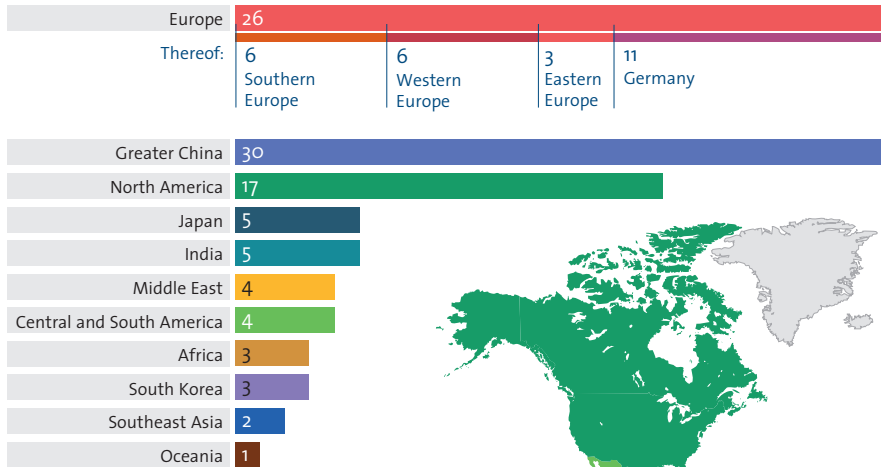 Europe 26
Thereof: 6 6 3 11
Southern Western Eastern Germany
Europe Europe Europe
Greater China 30
North America 17
Japan 5
India 5
Middle East 4
Central and South America 4
Africa 3
South Korea 3
Southeast Asia 2
Oceania 1